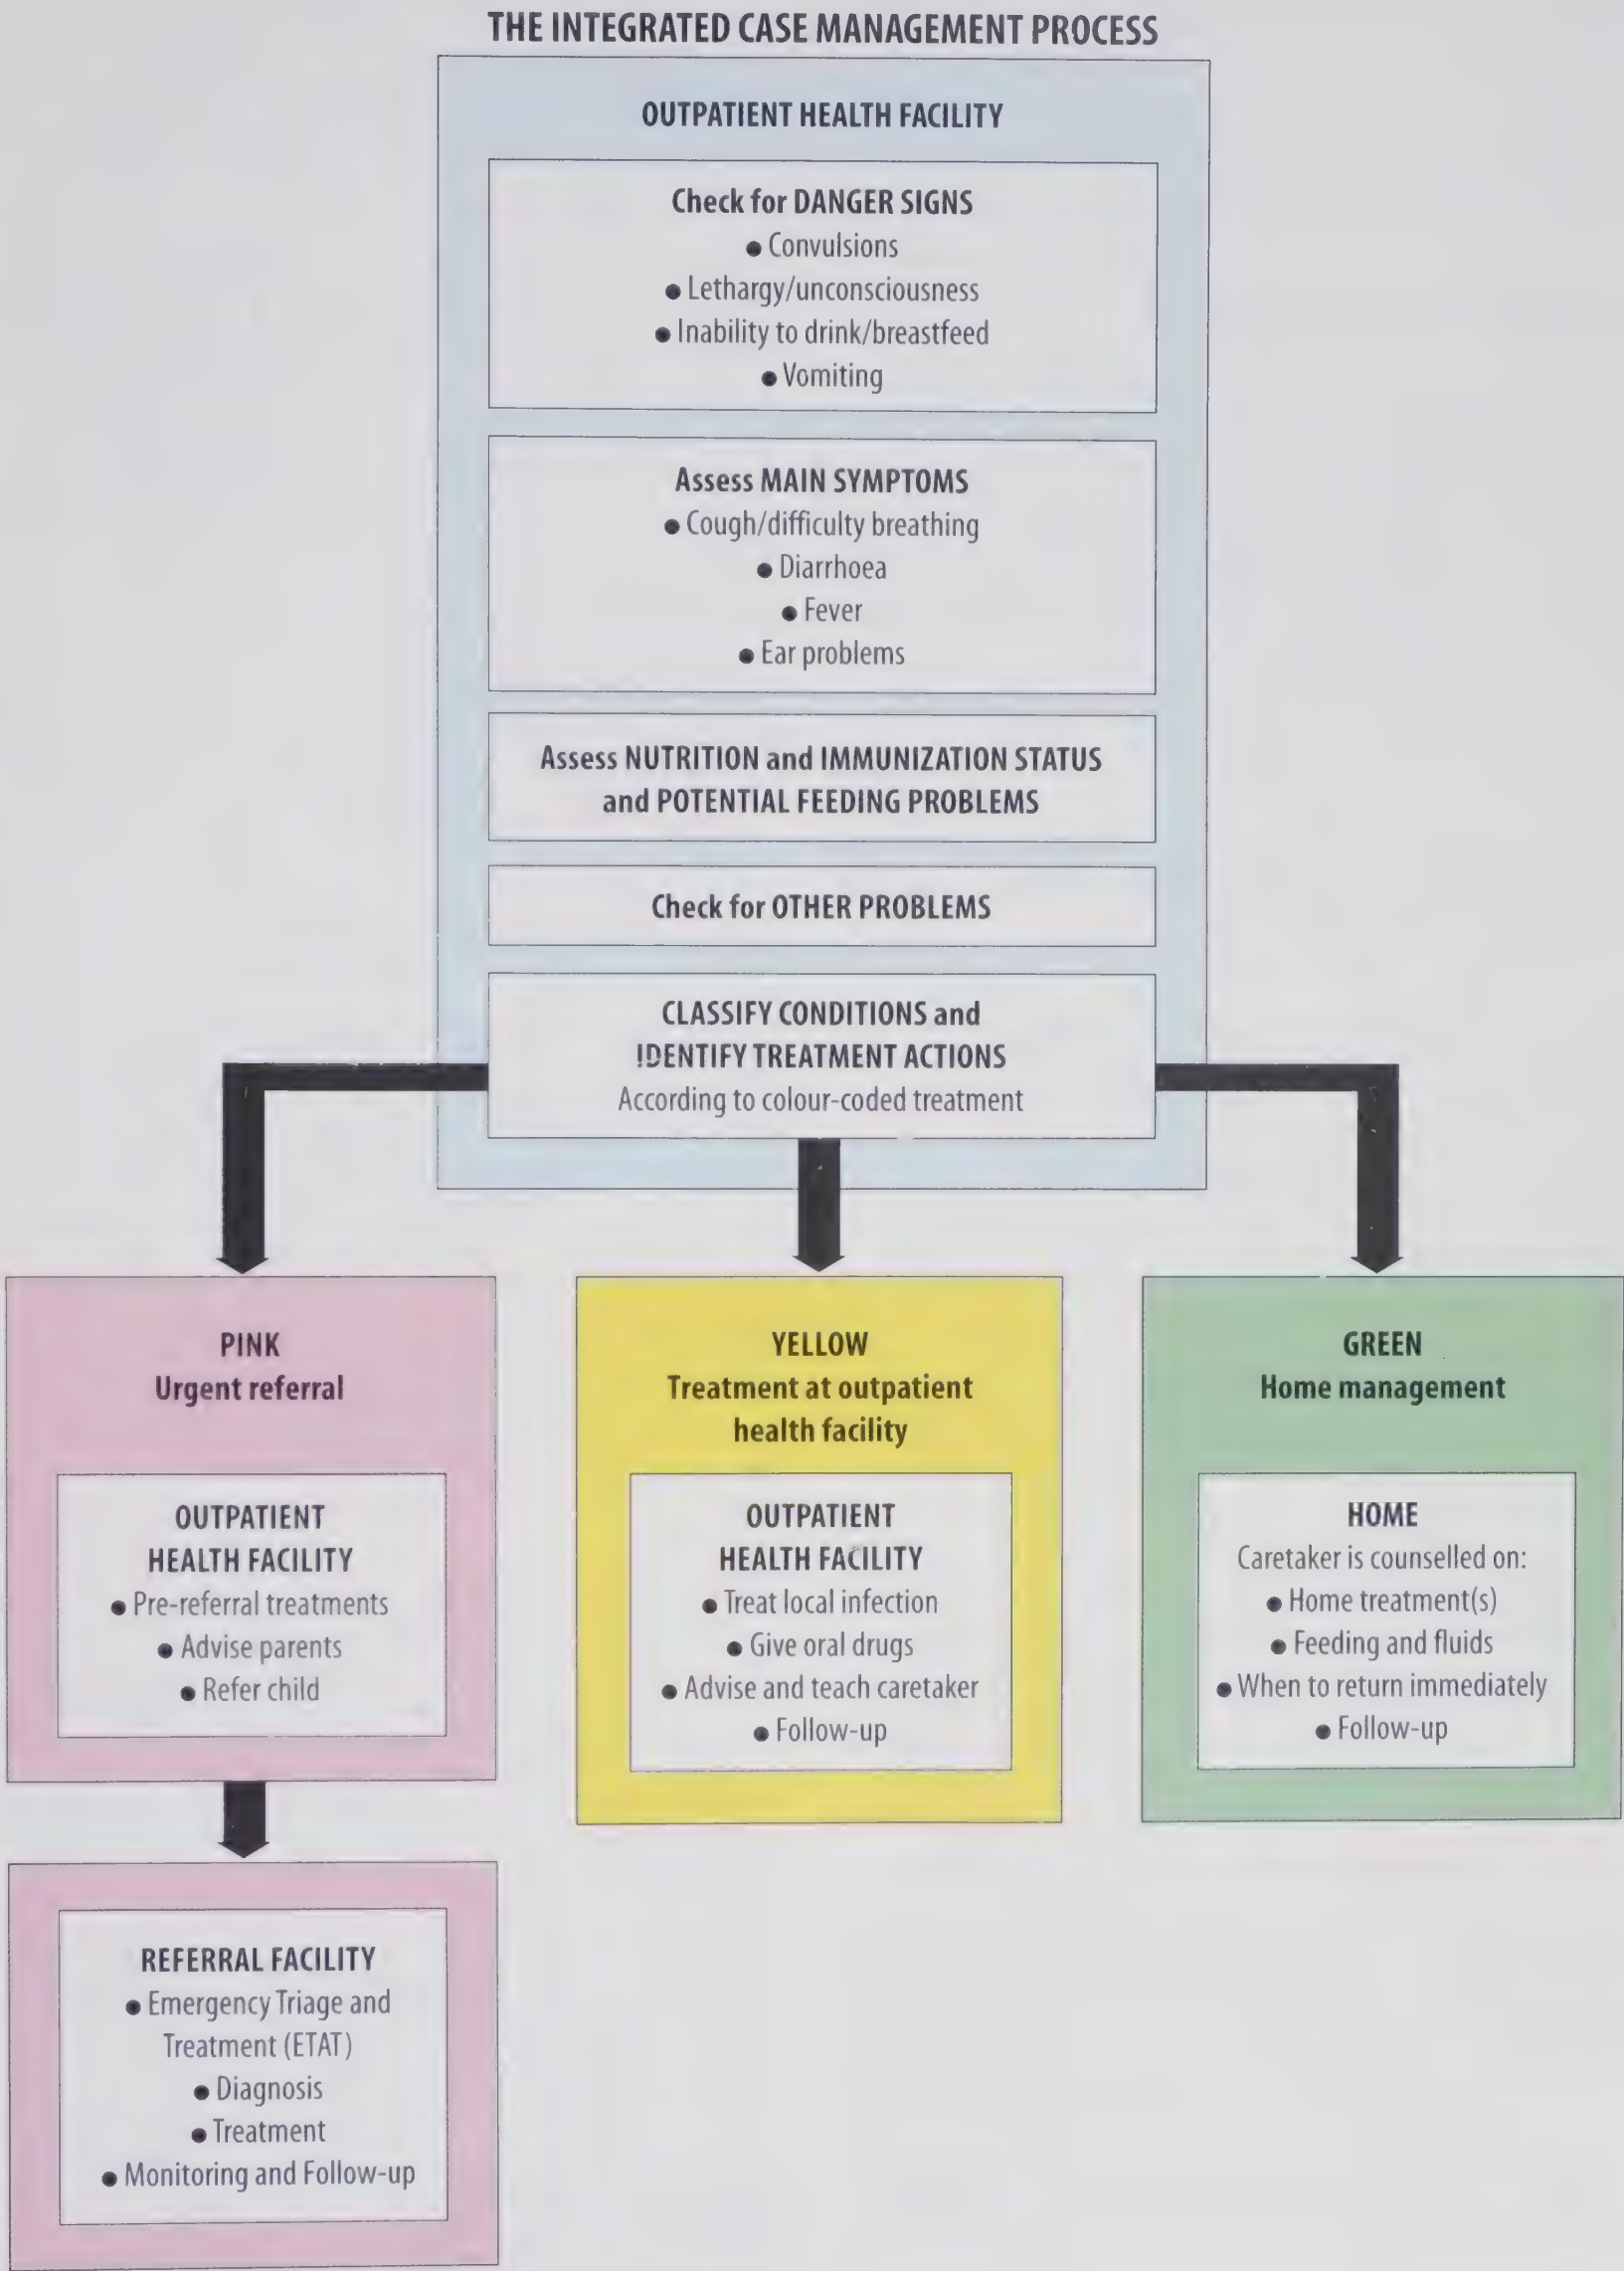 THE INTEGRATED CASE MANAGEMENT PROCESS
OUTPATIENT HEALTH FACILITY
Check for DANGER SIGNS
● Convulsions
● Lethargy/unconsciousness
● Inability to drink/breastfeed
● Vomiting
Assess MAIN SYMPTOMS
● Cough/difficulty breathing
● Diarrhoea
● Fever
● Ear problems
Assess NUTRITION and IMMUNIZATION STATUS
and POTENTIAL FEEDING PROBLEMS
Check for OTHER PROBLEMS
CLASSIFY CONDITIONS and
IDENTIFY TREATMENT ACTIONS
According to colour-coded treatment
PINK
Urgent referral
OUTPATIENT
HEALTH FACILITY
● Pre-referral treatments
● Advise parents
● Refer child
YELLOW
Treatment at outpatient
health facility
OUTPATIENT
HEALTH FACILITY
● Treat local infection
● Give oral drugs
● Advise and teach caretaker
● Follow-up
GREEN
Home management
HOME
Caretaker is counselled on:
● Home treatment(s)
● Feeding and fluids
● When to return immediately
● Follow-up
REFERRAL FACILITY
● Emergency Triage and
Treatment (ETAT)
● Diagnosis
● Treatment
● Monitoring and Follow-up